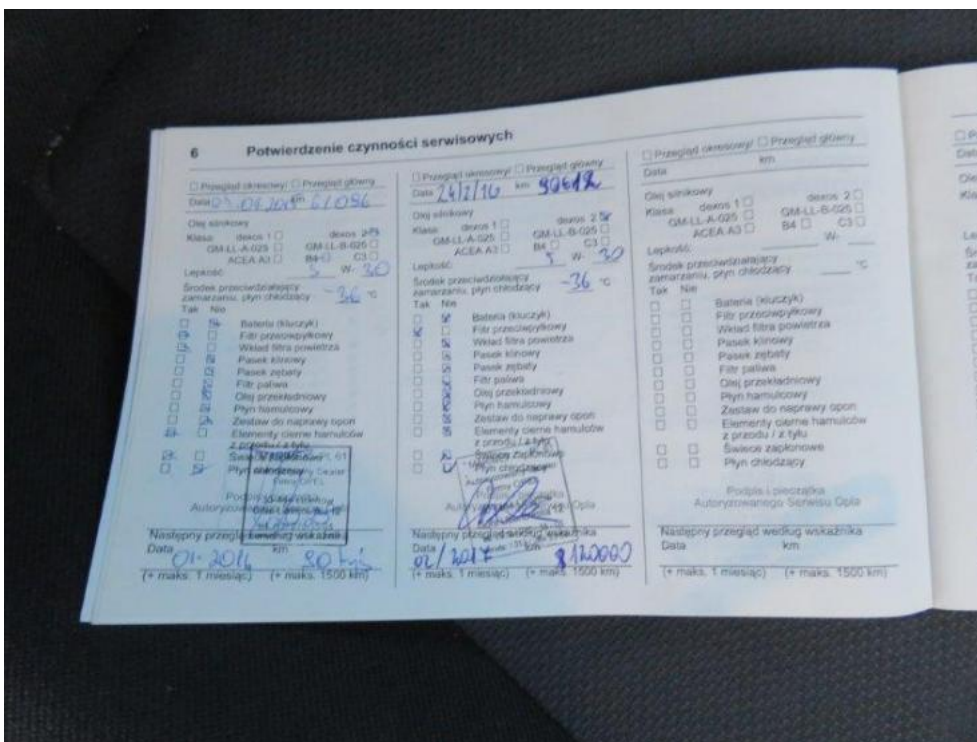 6 Potwierdzenie czynności serwisowych
☐ Przegląd okresowy/ ☐ Przegląd główny
Data 04.2015 km 61086
Olej silnikowy
Klasa dexos 1 ☐ dexos 2
GM-LL-A-025 ☐ GM-LL-B-025 ☐
ACEA A3 ☐ B4 ☐ C3 ☐
Lepkość: 5 W- 30
Środek przeciwdziałający
zamarzaniu, płyn chłodzący -36 °C
Tak Nie
Bateria (kluczyk)
Filtr przeciwpyłkowy
Wkład filtra powietrza
Pasek klinowy
Pasek zębaty
Filtr paliwa
Olej przekładniowy
Płyn hamulcowy
Zestaw do naprawy opon
Elementy cierne hamulców
z przodu / z tyłu
Świece zapłonowe
Płyn chłodzący
Podpis i pieczątka
Następny przegląd według wskaźnika
Data km
01-2016 90 tyś
(+ maks. 1 miesiąc) (+ maks. 1500 km)
☐ Przegląd okresowy/ ☐ Przegląd główny
Data 24/2/16 km 90612
Olej silnikowy
Klasa dexos 1 ☐ dexos 2
GM-LL-A-025 ☐ GM-LL-B-025 ☐
ACEA A3 ☐ B4 ☐ C3 ☐
Lepkość: 5 W- 30
Środek przeciwdziałający
zamarzaniu, płyn chłodzący -36 °C
Tak Nie
Bateria (kluczyk)
Filtr przeciwpyłkowy
Wkład filtra powietrza
Pasek klinowy
Pasek zębaty
Filtr paliwa
Olej przekładniowy
Płyn hamulcowy
Zestaw do naprawy opon
Elementy cierne hamulców
z przodu / z tyłu
Świece zapłonowe
Płyn chłodzący
Podpis i pieczątka
Następny przegląd według wskaźnika
Data km
02/2017 120000
(+ maks. 1 miesiąc) (+ maks. 1500 km)
☐ Przegląd okresowy/ ☐ Przegląd główny
Data km
Olej silnikowy
Klasa dexos 1 ☐ dexos 2 ☐
GM-LL-A-025 ☐ GM-LL-B-025 ☐
ACEA A3 ☐ B4 ☐ C3 ☐
Lepkość: W-
Środek przeciwdziałający
zamarzaniu, płyn chłodzący °C
Tak Nie
☐ ☐ Bateria (kluczyk)
☐ ☐ Filtr przeciwpyłkowy
☐ ☐ Wkład filtra powietrza
☐ ☐ Pasek klinowy
☐ ☐ Pasek zębaty
☐ ☐ Filtr paliwa
☐ ☐ Olej przekładniowy
☐ ☐ Płyn hamulcowy
☐ ☐ Zestaw do naprawy opon
☐ ☐ Elementy cierne hamulców
z przodu / z tyłu
☐ ☐ Świece zapłonowe
☐ ☐ Płyn chłodzący
Podpis i pieczątka
Autoryzowanego Serwisu Opla
Następny przegląd według wskaźnika
Data km
(+ maks. 1 miesiąc) (+ maks. 1500 km)